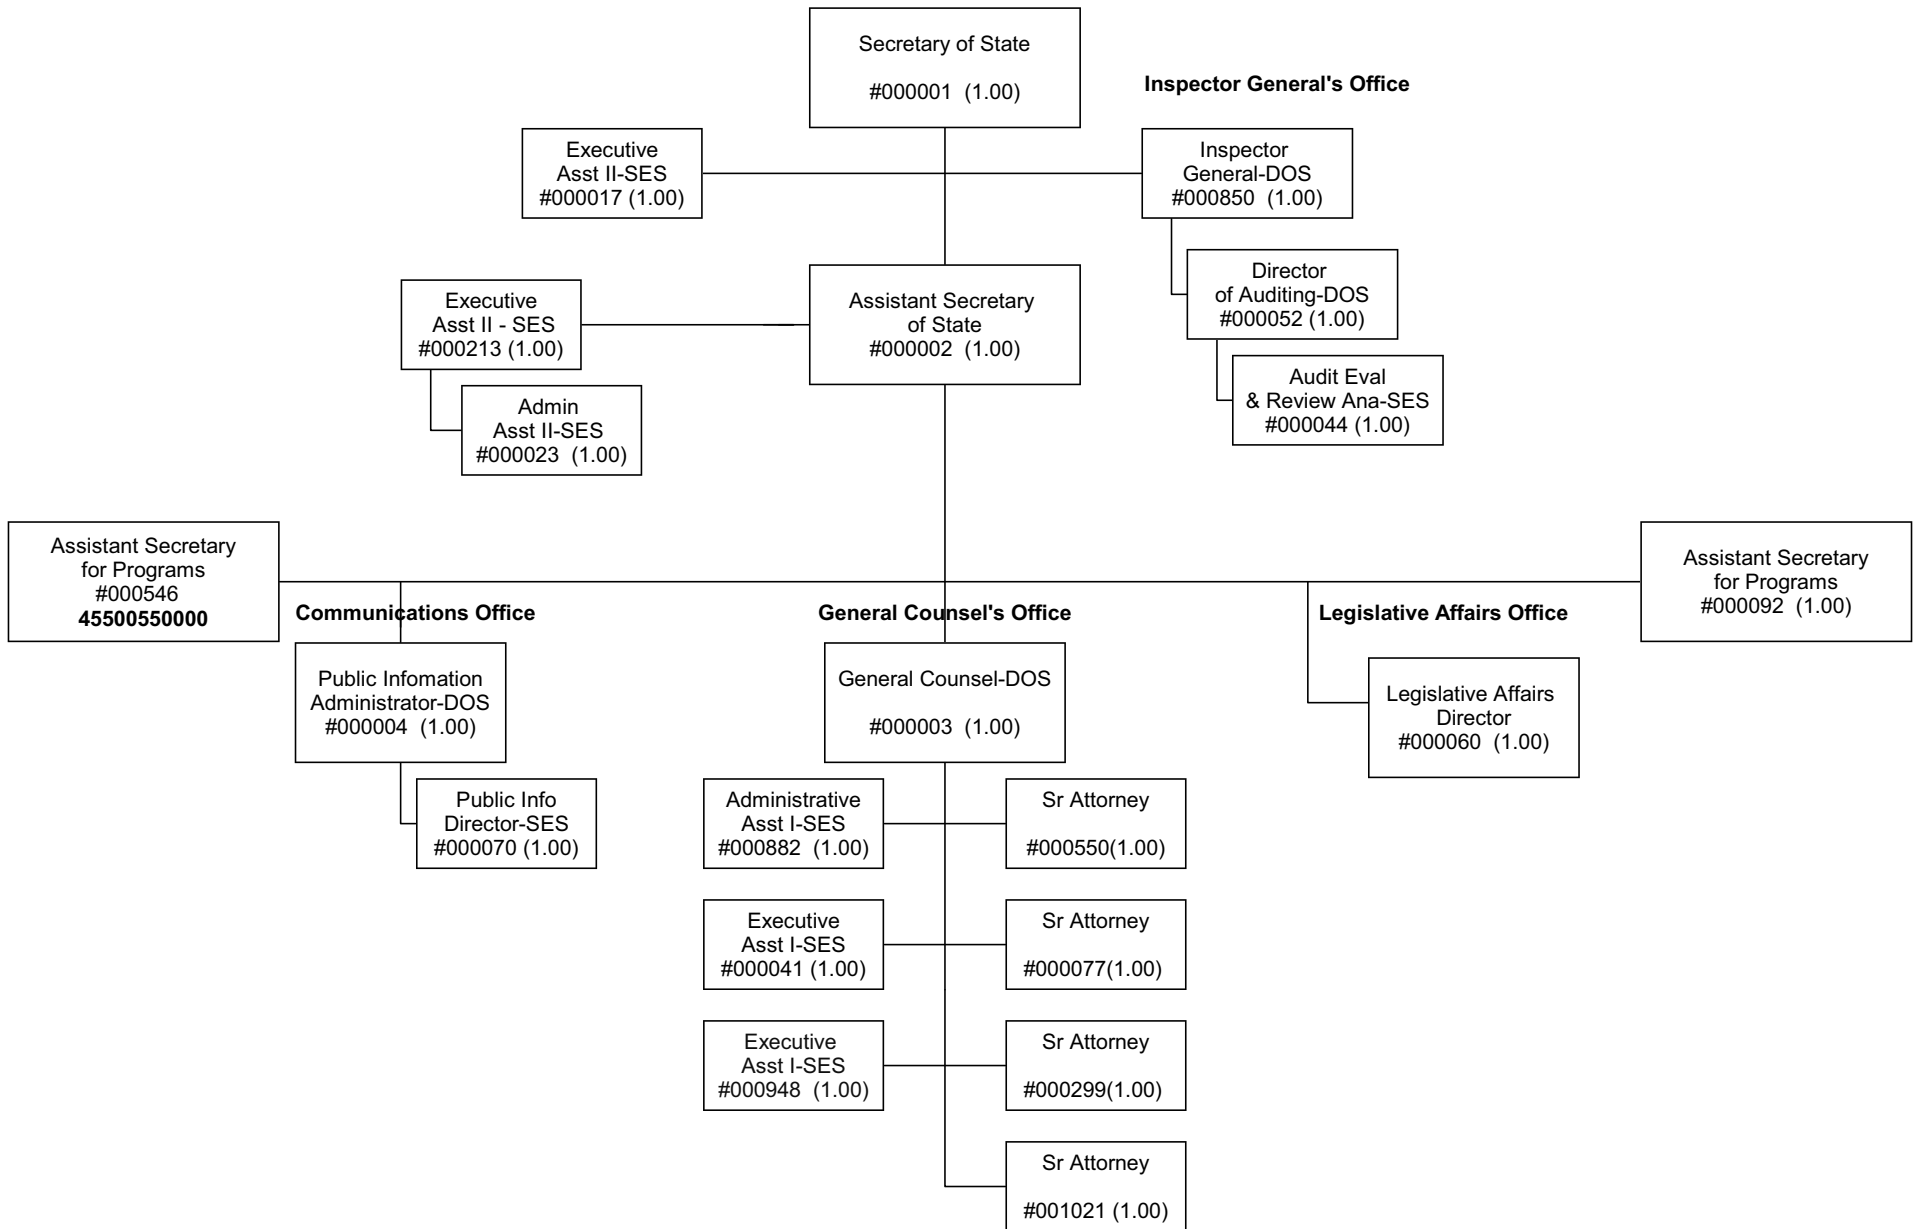 Secretary of State
#000001 (1.00)
Inspector General's Office
Executive
Asst II-SES
#000017 (1.00)
Inspector
General-DOS
#000850 (1.00)
Director
of Auditing-DOS
#000052 (1.00)
Audit Eval
& Review Ana-SES
#000044 (1.00)
Assistant Secretary
of State
#000002 (1.00)
Executive
Asst II - SES
#000213 (1.00)
Admin
Asst II-SES
#000023 (1.00)
Assistant Secretary
for Programs
#000546
45500550000
Communications Office
Public Infomation
Administrator-DOS
#000004 (1.00)
Public Info
Director-SES
#000070 (1.00)
General Counsel's Office
General Counsel-DOS
#000003 (1.00)
Administrative
Asst I-SES
#000882 (1.00)
Sr Attorney
#000550(1.00)
Executive
Asst I-SES
#000041 (1.00)
Sr Attorney
#000077(1.00)
Executive
Asst I-SES
#000948 (1.00)
Sr Attorney
#000299(1.00)
Sr Attorney
#001021 (1.00)
Legislative Affairs Office
Legislative Affairs
Director
#000060 (1.00)
Assistant Secretary
for Programs
#000092 (1.00)